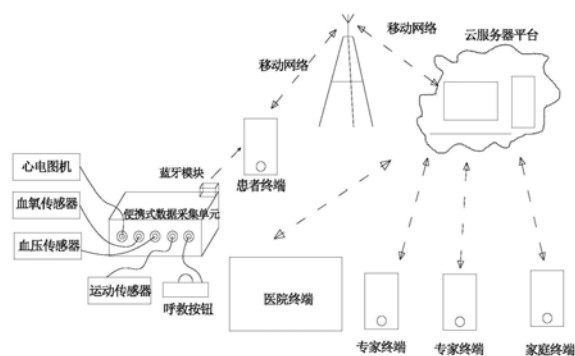 移动网络
云服务器平台
移动网络
心电图机
蓝牙模块
患者终端
血氧传感器
便携式数据采集单元
血压传感器
运动传感器
呼救按钮
医院终端
专家终端
专家终端
家庭终端